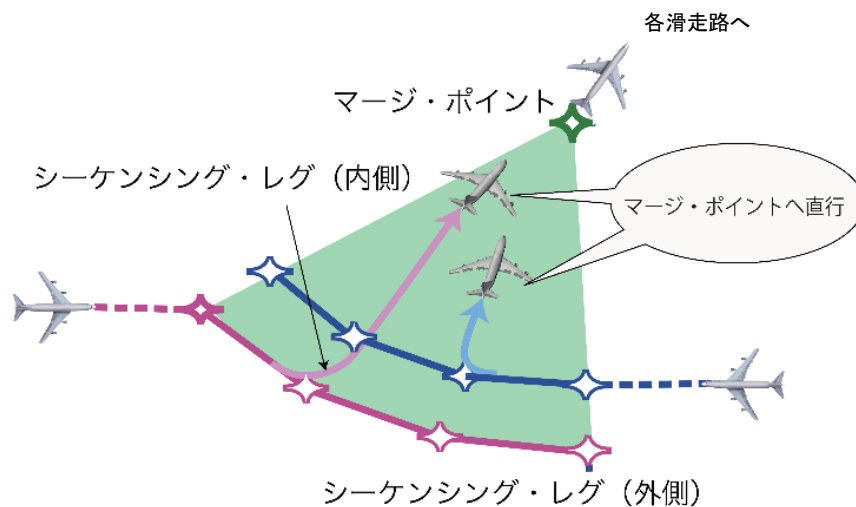 各滑走路へ
マージ・ポイント
シーケンシング・レグ（内側）
マージ・ポイントへ直行
シーケンシング・レグ（外側）